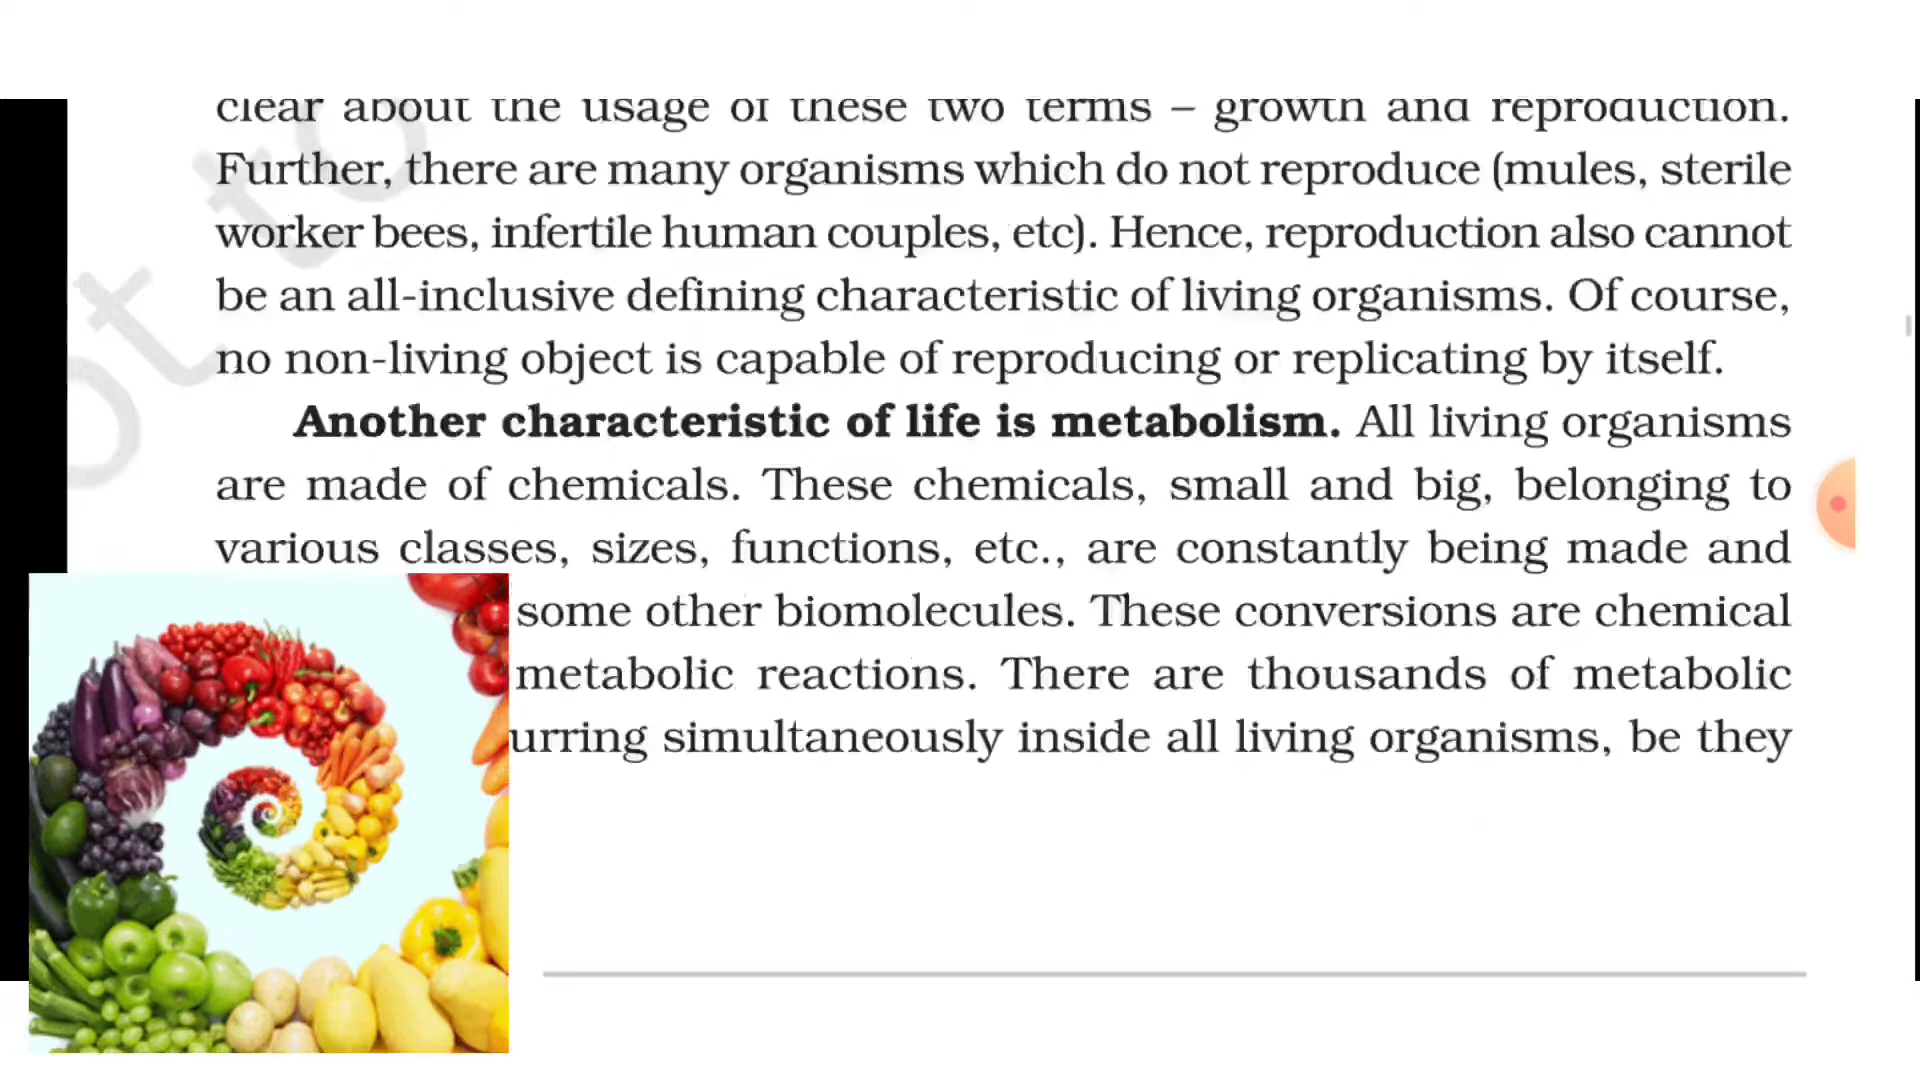 clear about the usage of these two terms – growth and reproduction.
Further, there are many organisms which do not reproduce (mules, sterile
worker bees, infertile human couples, etc). Hence, reproduction also cannot
be an all-inclusive defining characteristic of living organisms. Of course,
no non-living object is capable of reproducing or replicating by itself.
Another characteristic of life is metabolism. All living organisms
are made of chemicals. These chemicals, small and big, belonging to
various classes, sizes, functions, etc., are constantly being made and
some other biomolecules. These conversions are chemical
metabolic reactions. There are thousands of metabolic
urring simultaneously inside all living organisms, be they